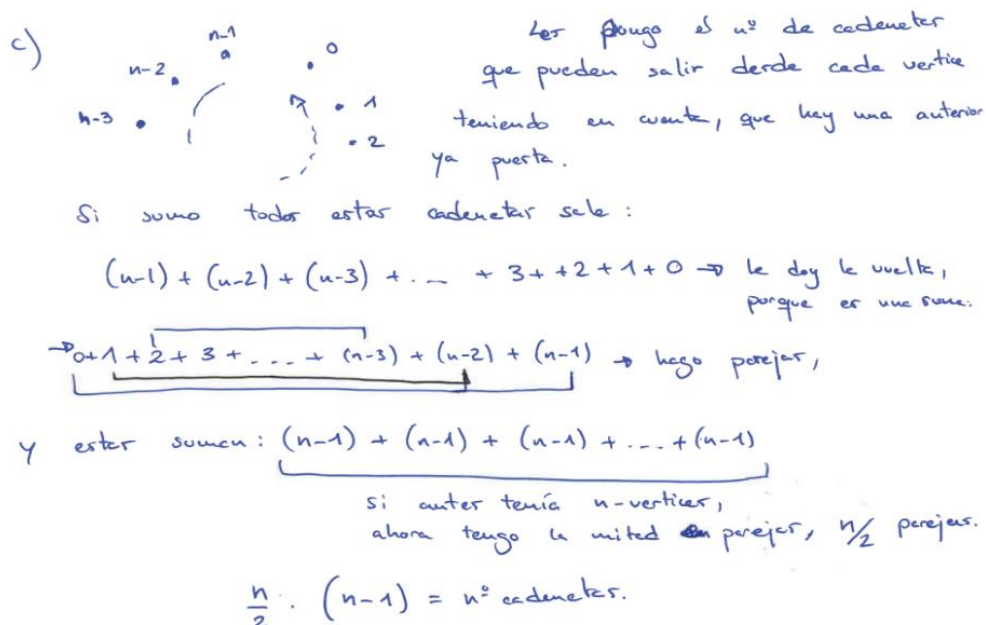 c)
n-1
0
n-2
n-3
1
2
Les pongo el nº de cadenetas
que pueden salir desde cada vertice
teniendo en cuenta, que hay una anterior
ya puesta.
Si sumo todas estas cadenetas sale :
(n-1) + (n-2) + (n-3) + .... + 3 + +2 + 1 + 0 → le doy la vuelta,
porque es una suma.
→ 0+1+2+3+....+ (n-3) + (n-2) + (n-1) → hago parejas,
Y estas suman : (n-1) + (n-1) + (n-1) + .... + (n-1)
si antes tenía n-vertices,
ahora tengo la mited parejas, n/2 parejas.
n/2 . (n-1) = nº cadenetas.